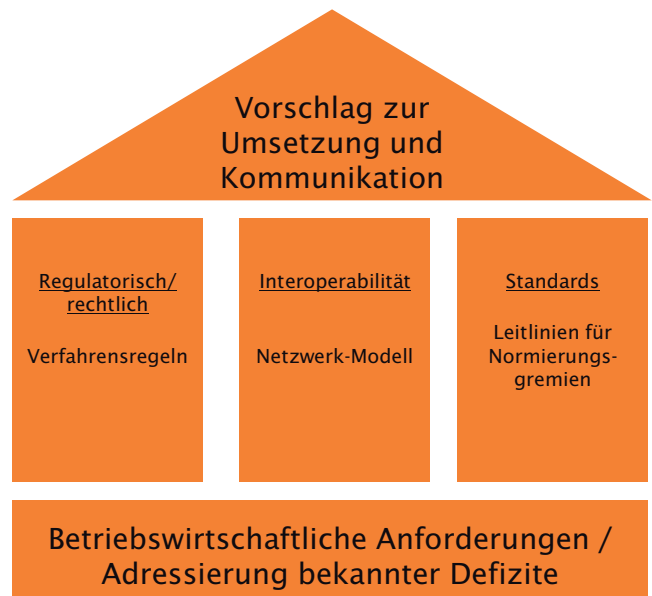 Vorschlag zur
Umsetzung und
Kommunikation
Regulatorisch/
rechtlich
Verfahrensregeln
Interoperabilität
Netzwerk-Modell
Standards
Leitlinien für
Normierungs-
gremien
Betriebswirtschaftliche Anforderungen /
Adressierung bekannter Defizite